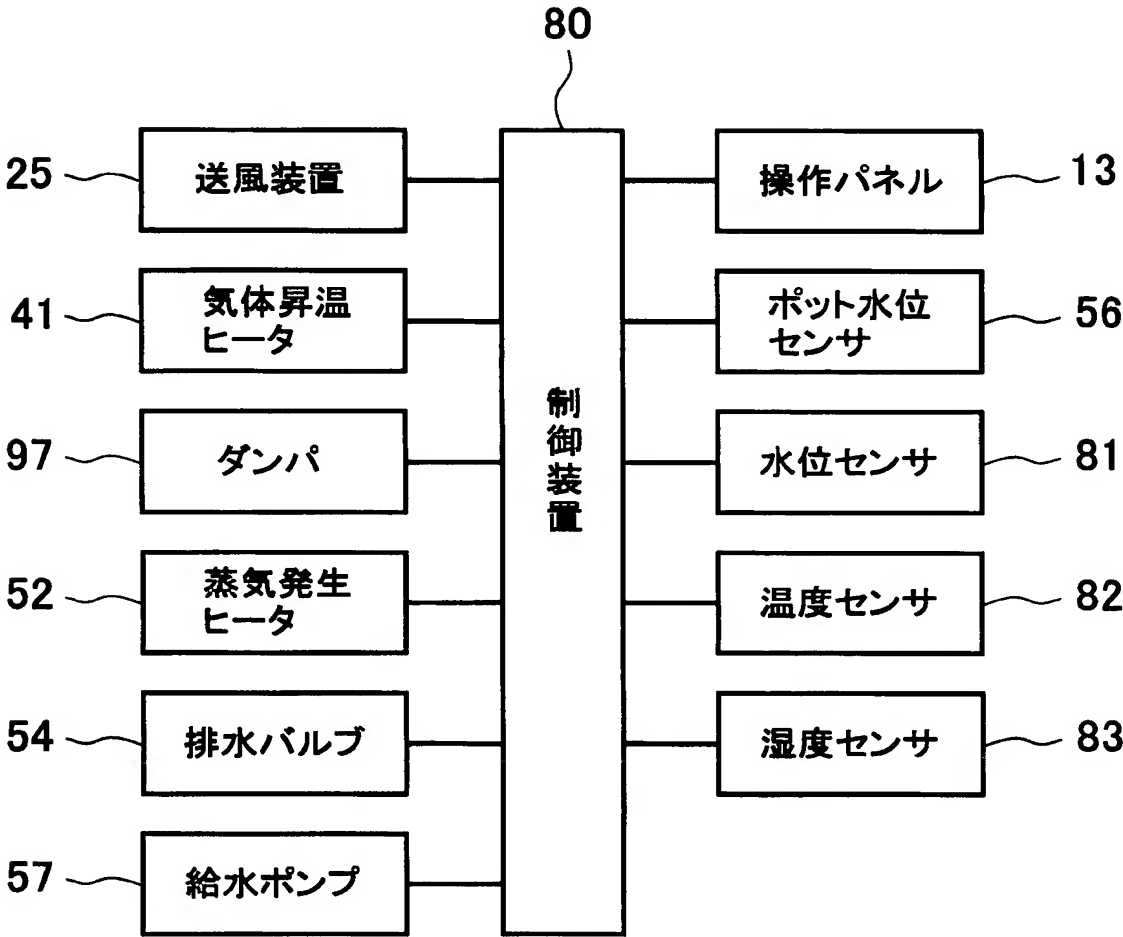 80
25
送風装置
操作パネル
13
41
気体昇温
ヒータ
ポット水位
センサ
56
制御装置
97
ダンパ
水位センサ
81
52
蒸気発生
ヒータ
温度センサ
82
54
排水バルブ
湿度センサ
83
57
給水ポンプ